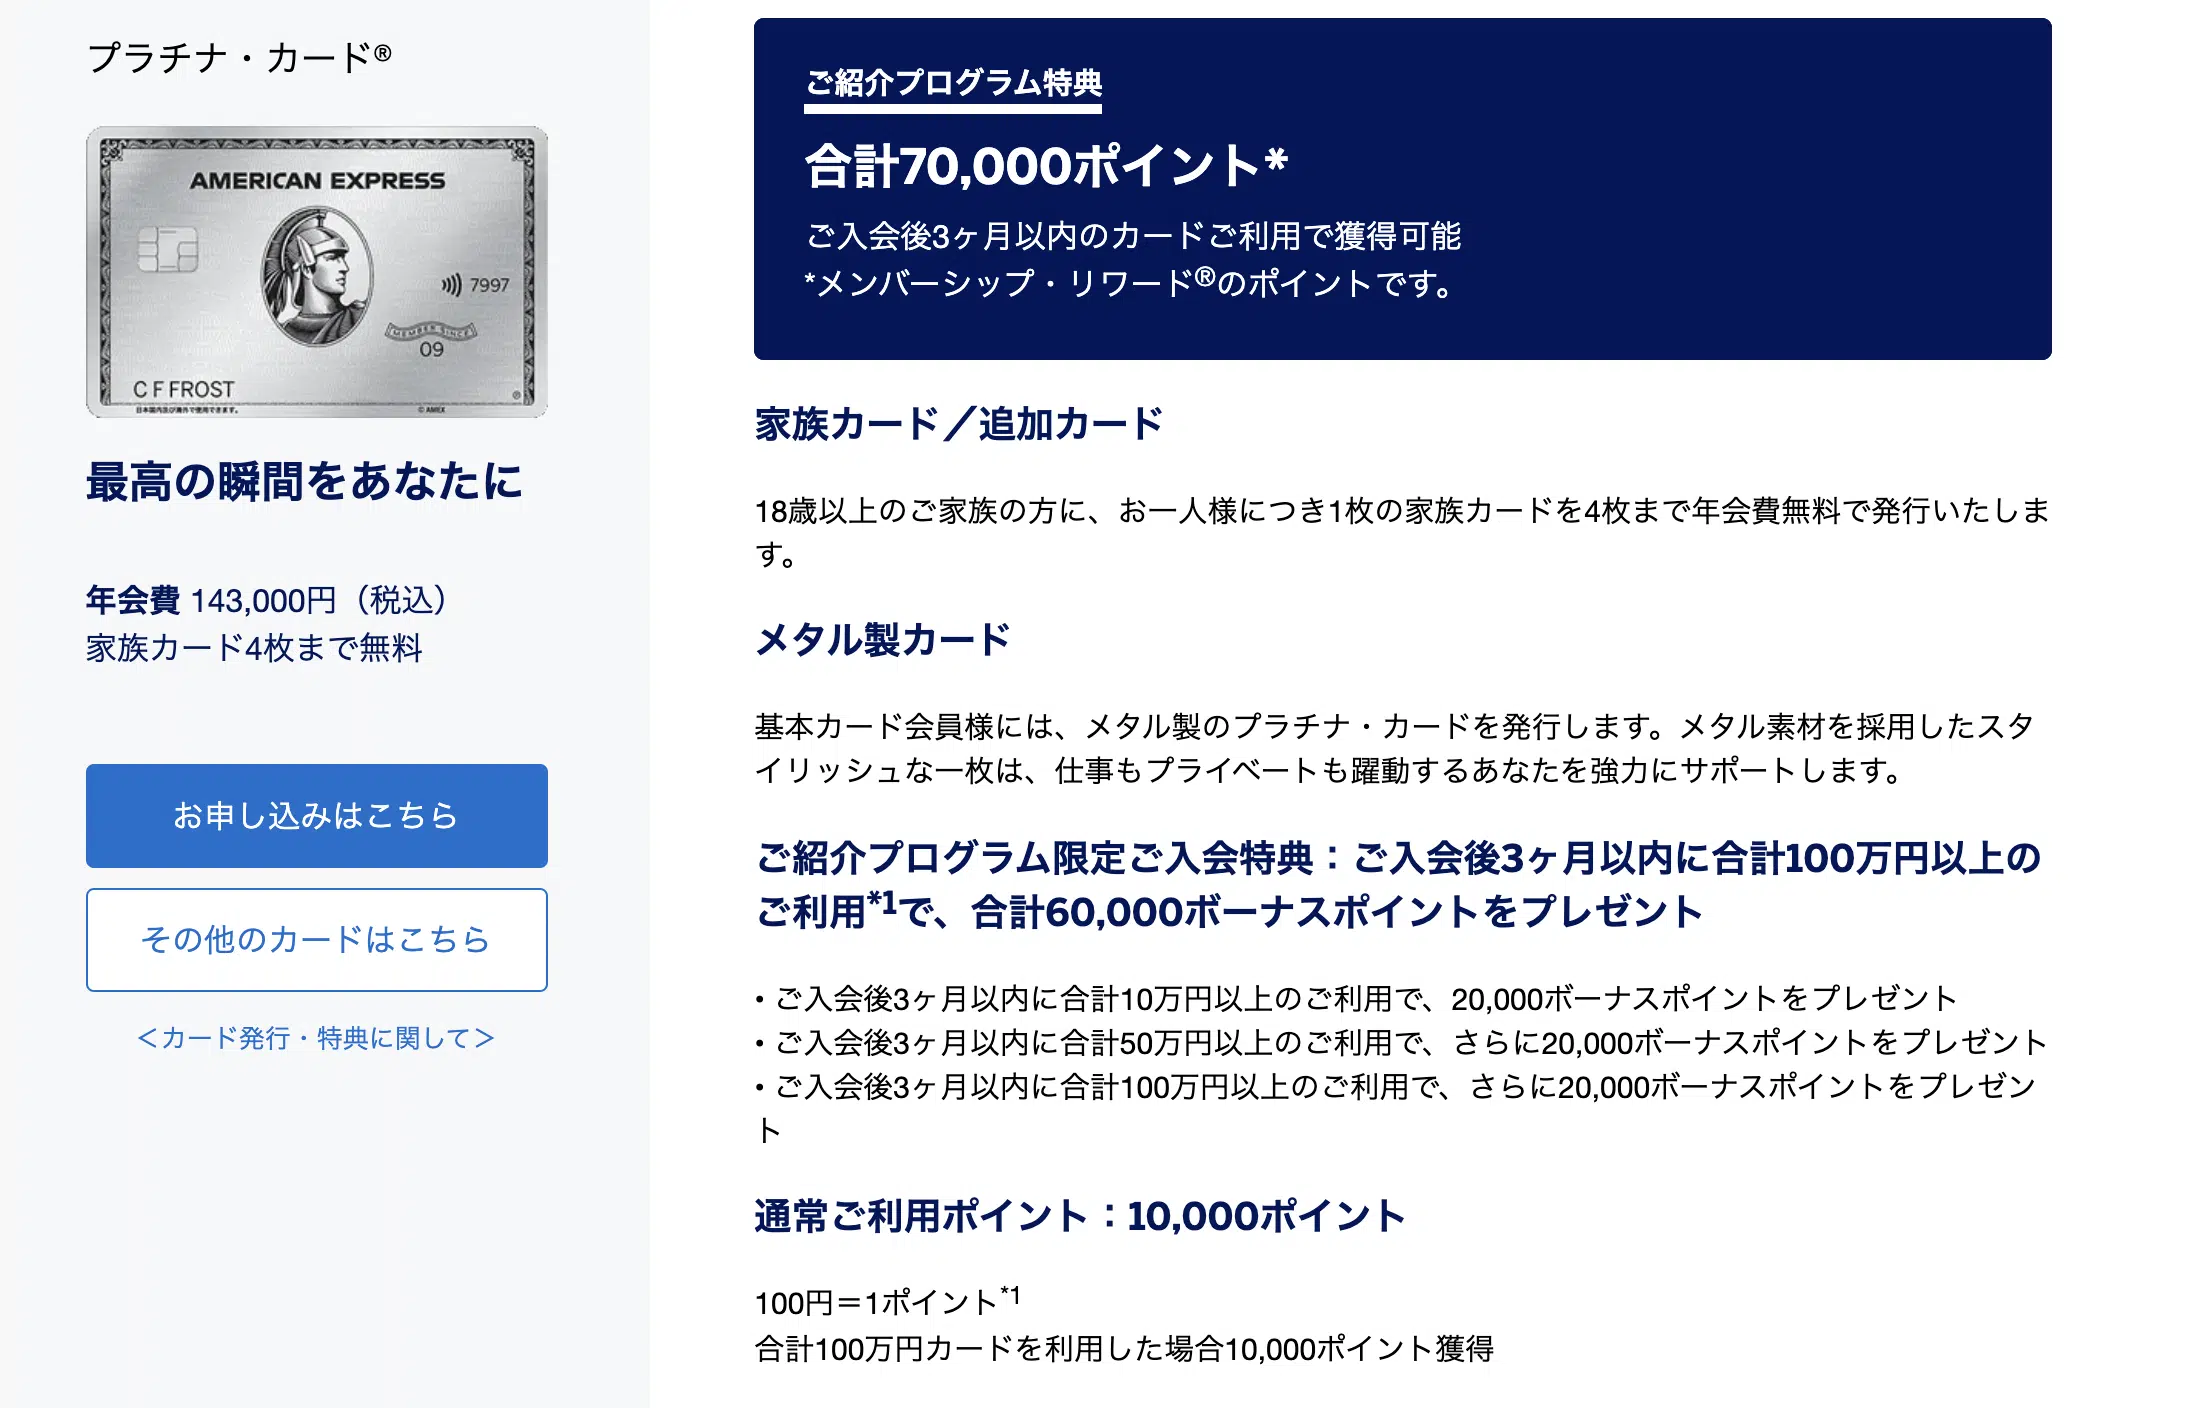 プラチナ・カード®
AMERICAN EXPRESS
7997
MEMBER SINCE
09
C F FROST
日本国内及び海外で使用できます。
© AMEX
最高の瞬間をあなたに
年会費 143,000円（税込）
家族カード4枚まで無料
お申し込みはこちら
その他のカードはこちら
＜カード発行・特典に関して＞
ご紹介プログラム特典
合計70,000ポイント*
ご入会後3ヶ月以内のカードご利用で獲得可能
*メンバーシップ・リワード®のポイントです。
家族カード／追加カード
18歳以上のご家族の方に、お一人様につき1枚の家族カードを4枚まで年会費無料で発行いたしま
す。
メタル製カード
基本カード会員様には、メタル製のプラチナ・カードを発行します。メタル素材を採用したスタ
イリッシュな一枚は、仕事もプライベートも躍動するあなたを強力にサポートします。
ご紹介プログラム限定ご入会特典：ご入会後3ヶ月以内に合計100万円以上の
ご利用*1で、合計60,000ボーナスポイントをプレゼント
・ご入会後3ヶ月以内に合計10万円以上のご利用で、20,000ボーナスポイントをプレゼント
・ご入会後3ヶ月以内に合計50万円以上のご利用で、さらに20,000ボーナスポイントをプレゼント
・ご入会後3ヶ月以内に合計100万円以上のご利用で、さらに20,000ボーナスポイントをプレゼン
ト
通常ご利用ポイント：10,000ポイント
100円＝1ポイント*1
合計100万円カードを利用した場合10,000ポイント獲得